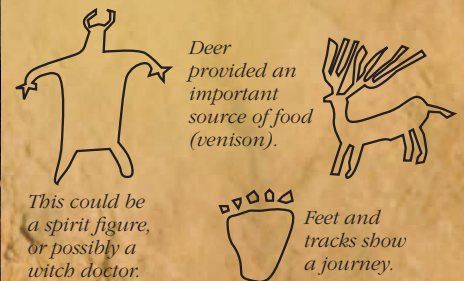 Deer
provided an
important
source of food
(venison).
This could be
a spirit figure,
or possibly a
witch doctor.
Feet and
tracks show
a journey.